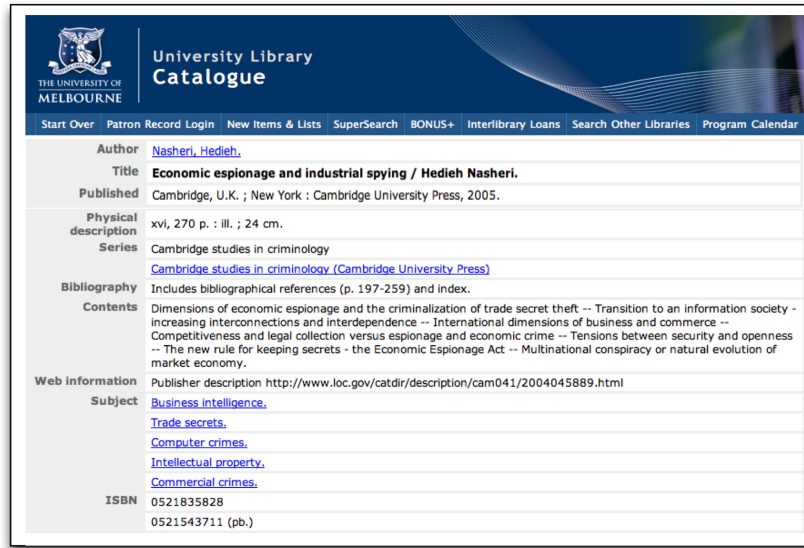 THE UNIVERSITY OF
MELBOURNE
University Library
Catalogue
Start Over Patron Record Login New Items & Lists SuperSearch BONUS+ Interlibrary Loans Search Other Libraries Program Calendar
Author Nasheri, Hedieh.
Title Economic espionage and industrial spying / Hedieh Nasheri.
Published Cambridge, U.K. ; New York : Cambridge University Press, 2005.
Physical
description xvi, 270 p. : ill. ; 24 cm.
Series Cambridge studies in criminology
Cambridge studies in criminology (Cambridge University Press)
Bibliography Includes bibliographical references (p. 197-259) and index.
Contents Dimensions of economic espionage and the criminalization of trade secret theft -- Transition to an information society -
increasing interconnections and interdependence -- International dimensions of business and commerce --
Competitiveness and legal collection versus espionage and economic crime -- Tensions between security and openness
-- The new rule for keeping secrets - the Economic Espionage Act -- Multinational conspiracy or natural evolution of
market economy.
Web information Publisher description http://www.loc.gov/catdir/description/cam041/2004045889.html
Subject Business intelligence.
Trade secrets.
Computer crimes.
Intellectual property.
Commercial crimes.
ISBN 0521835828
0521543711 (pb.)